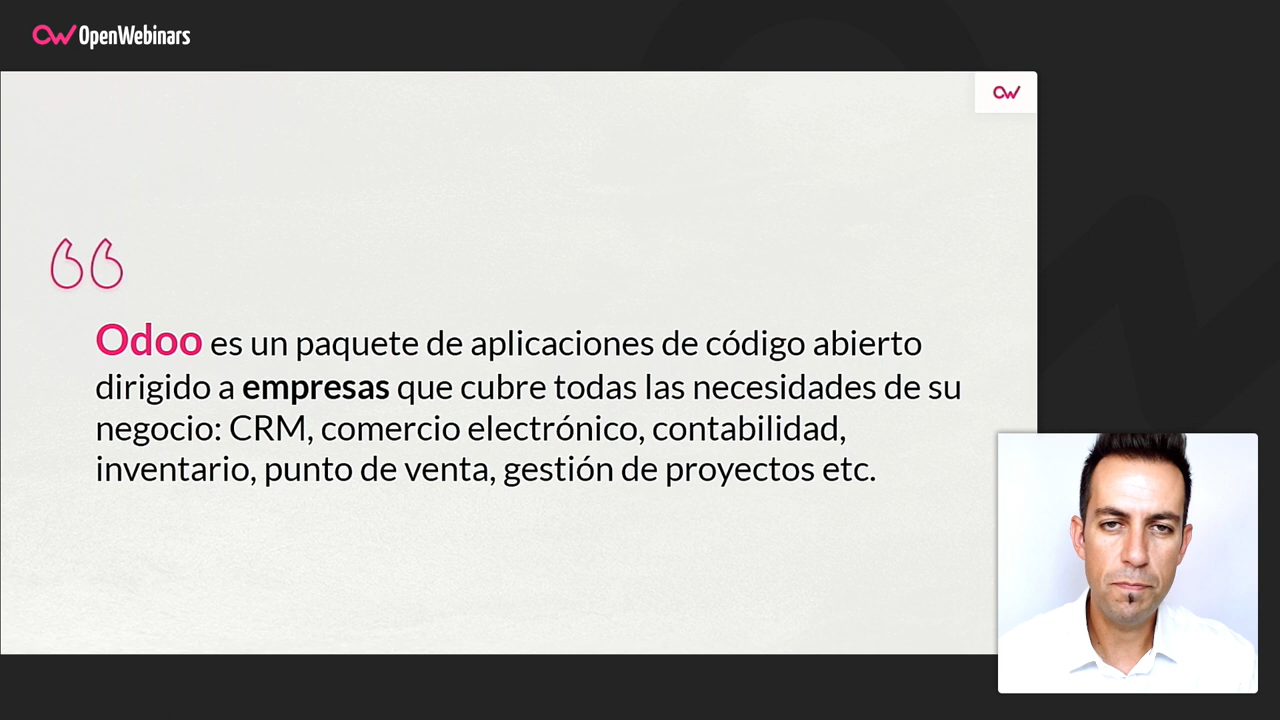 OpenWebinars
Odoo es un paquete de aplicaciones de código abierto
dirigido a empresas que cubre todas las necesidades de su
negocio: CRM, comercio electrónico, contabilidad,
inventario, punto de venta, gestión de proyectos etc.